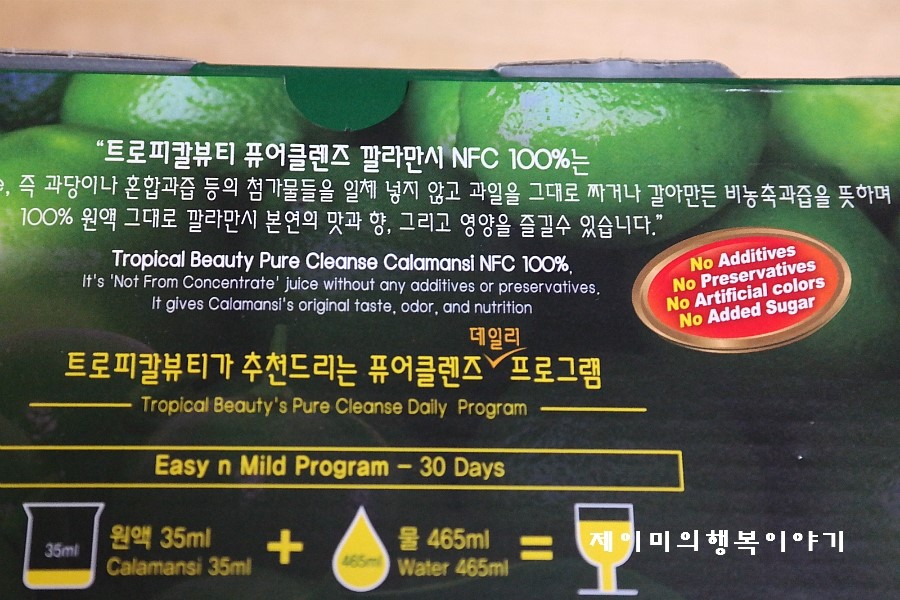 “트로피칼뷰티 퓨어클렌즈 깔라만시 NFC 100%는
, 즉 과당이나 혼합과즙 등의 첨가물들을 일체 넣지 않고 과일을 그대로 짜거나 갈아만든 비농축과즙을 뜻하며
100% 원액 그대로 깔라만시 본연의 맛과 향, 그리고 영양을 즐길수 있습니다.”
Tropical Beauty Pure Cleanse Calamansi NFC 100%,
It's 'Not From Concentrate' juice without any additives or preservatives.
It gives Calamansi's original taste, odor, and nutrition
No Additives
No Preservatives
No Artificial colors
No Added Sugar
데일리
트로피칼뷰티가 추천드리는 퓨어클렌즈 프로그램
Tropical Beauty's Pure Cleanse Daily Program
Easy n Mild Program – 30 Days
35ml 원액 35ml + 465ml 물 465ml =
Calamansi 35ml Water 465ml
제이미의행복이야기